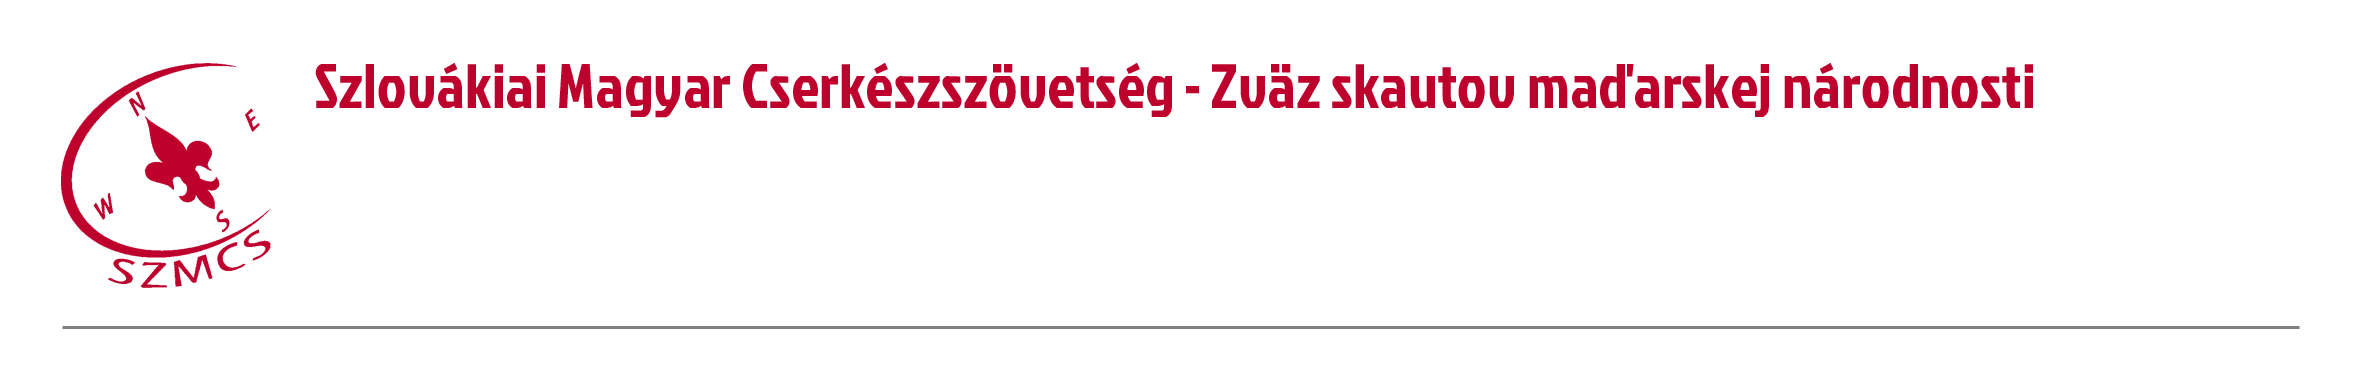 Szlovákiai Magyar Cserkészszövetség - Zväz skautov maďarskej národnosti
N
E
W
S
SZMCS